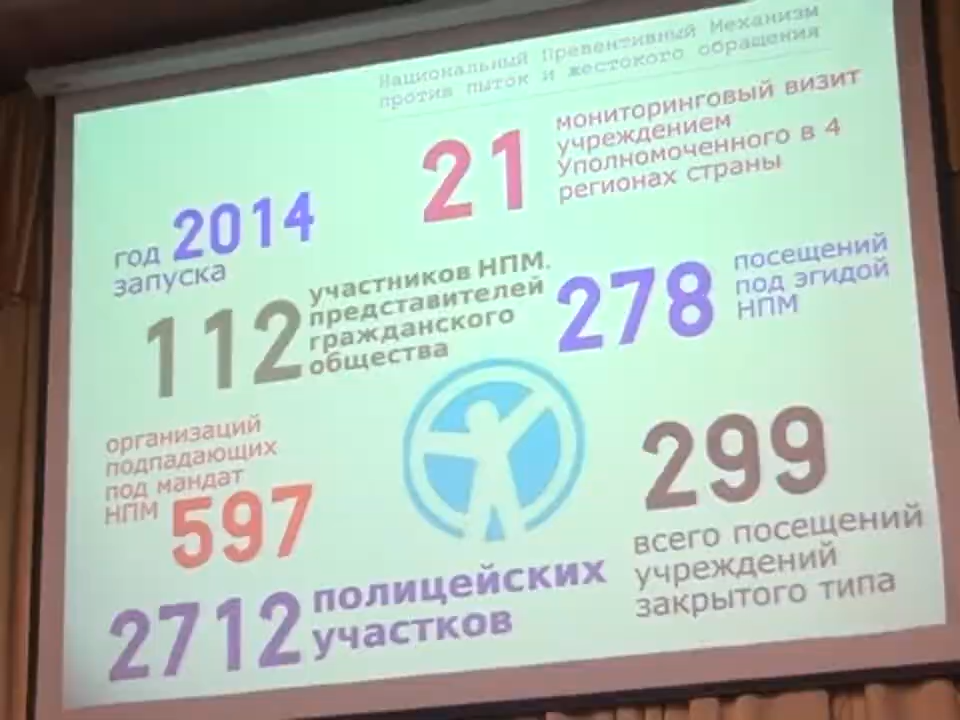 Национальный Превентивный Механизм
против пыток и жестокого обращения
21
мониторинговый визит
учреждением
Уполномоченного в 4
регионах страны
год 2014
запуска
112
участников НПМ.
представителей
гражданского
общества
278
посещений
под эгидой
НПМ
организаций
подпадающих
под мандат
НПМ 597
299
всего посещений
учреждений
закрытого типа
2712
полицейских
участков